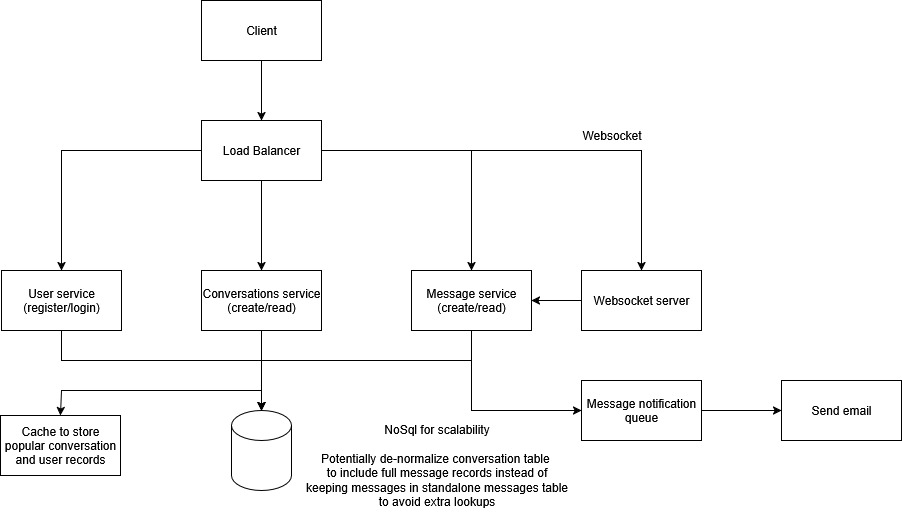 Client
Load Balancer
Websocket
User service
(register/login)
Conversations service
(create/read)
Message service
(create/read)
Websocket server
Cache to store
popular conversation
and user records
NoSql for scalability
Potentially de-normalize conversation table
to include full message records instead of
keeping messages in standalone messages table
to avoid extra lookups
Message notification
queue
Send email